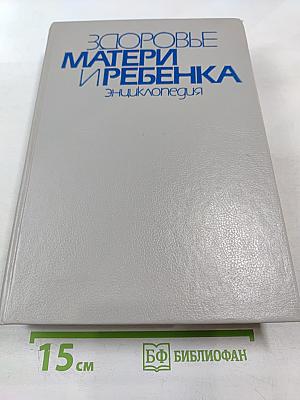 ЗДОРОВЬЕ
МАТЕРИ
И РЕБЕНКА
ЭНЦИКЛОПЕДИЯ
15 см
БФ БИБЛИОФАН